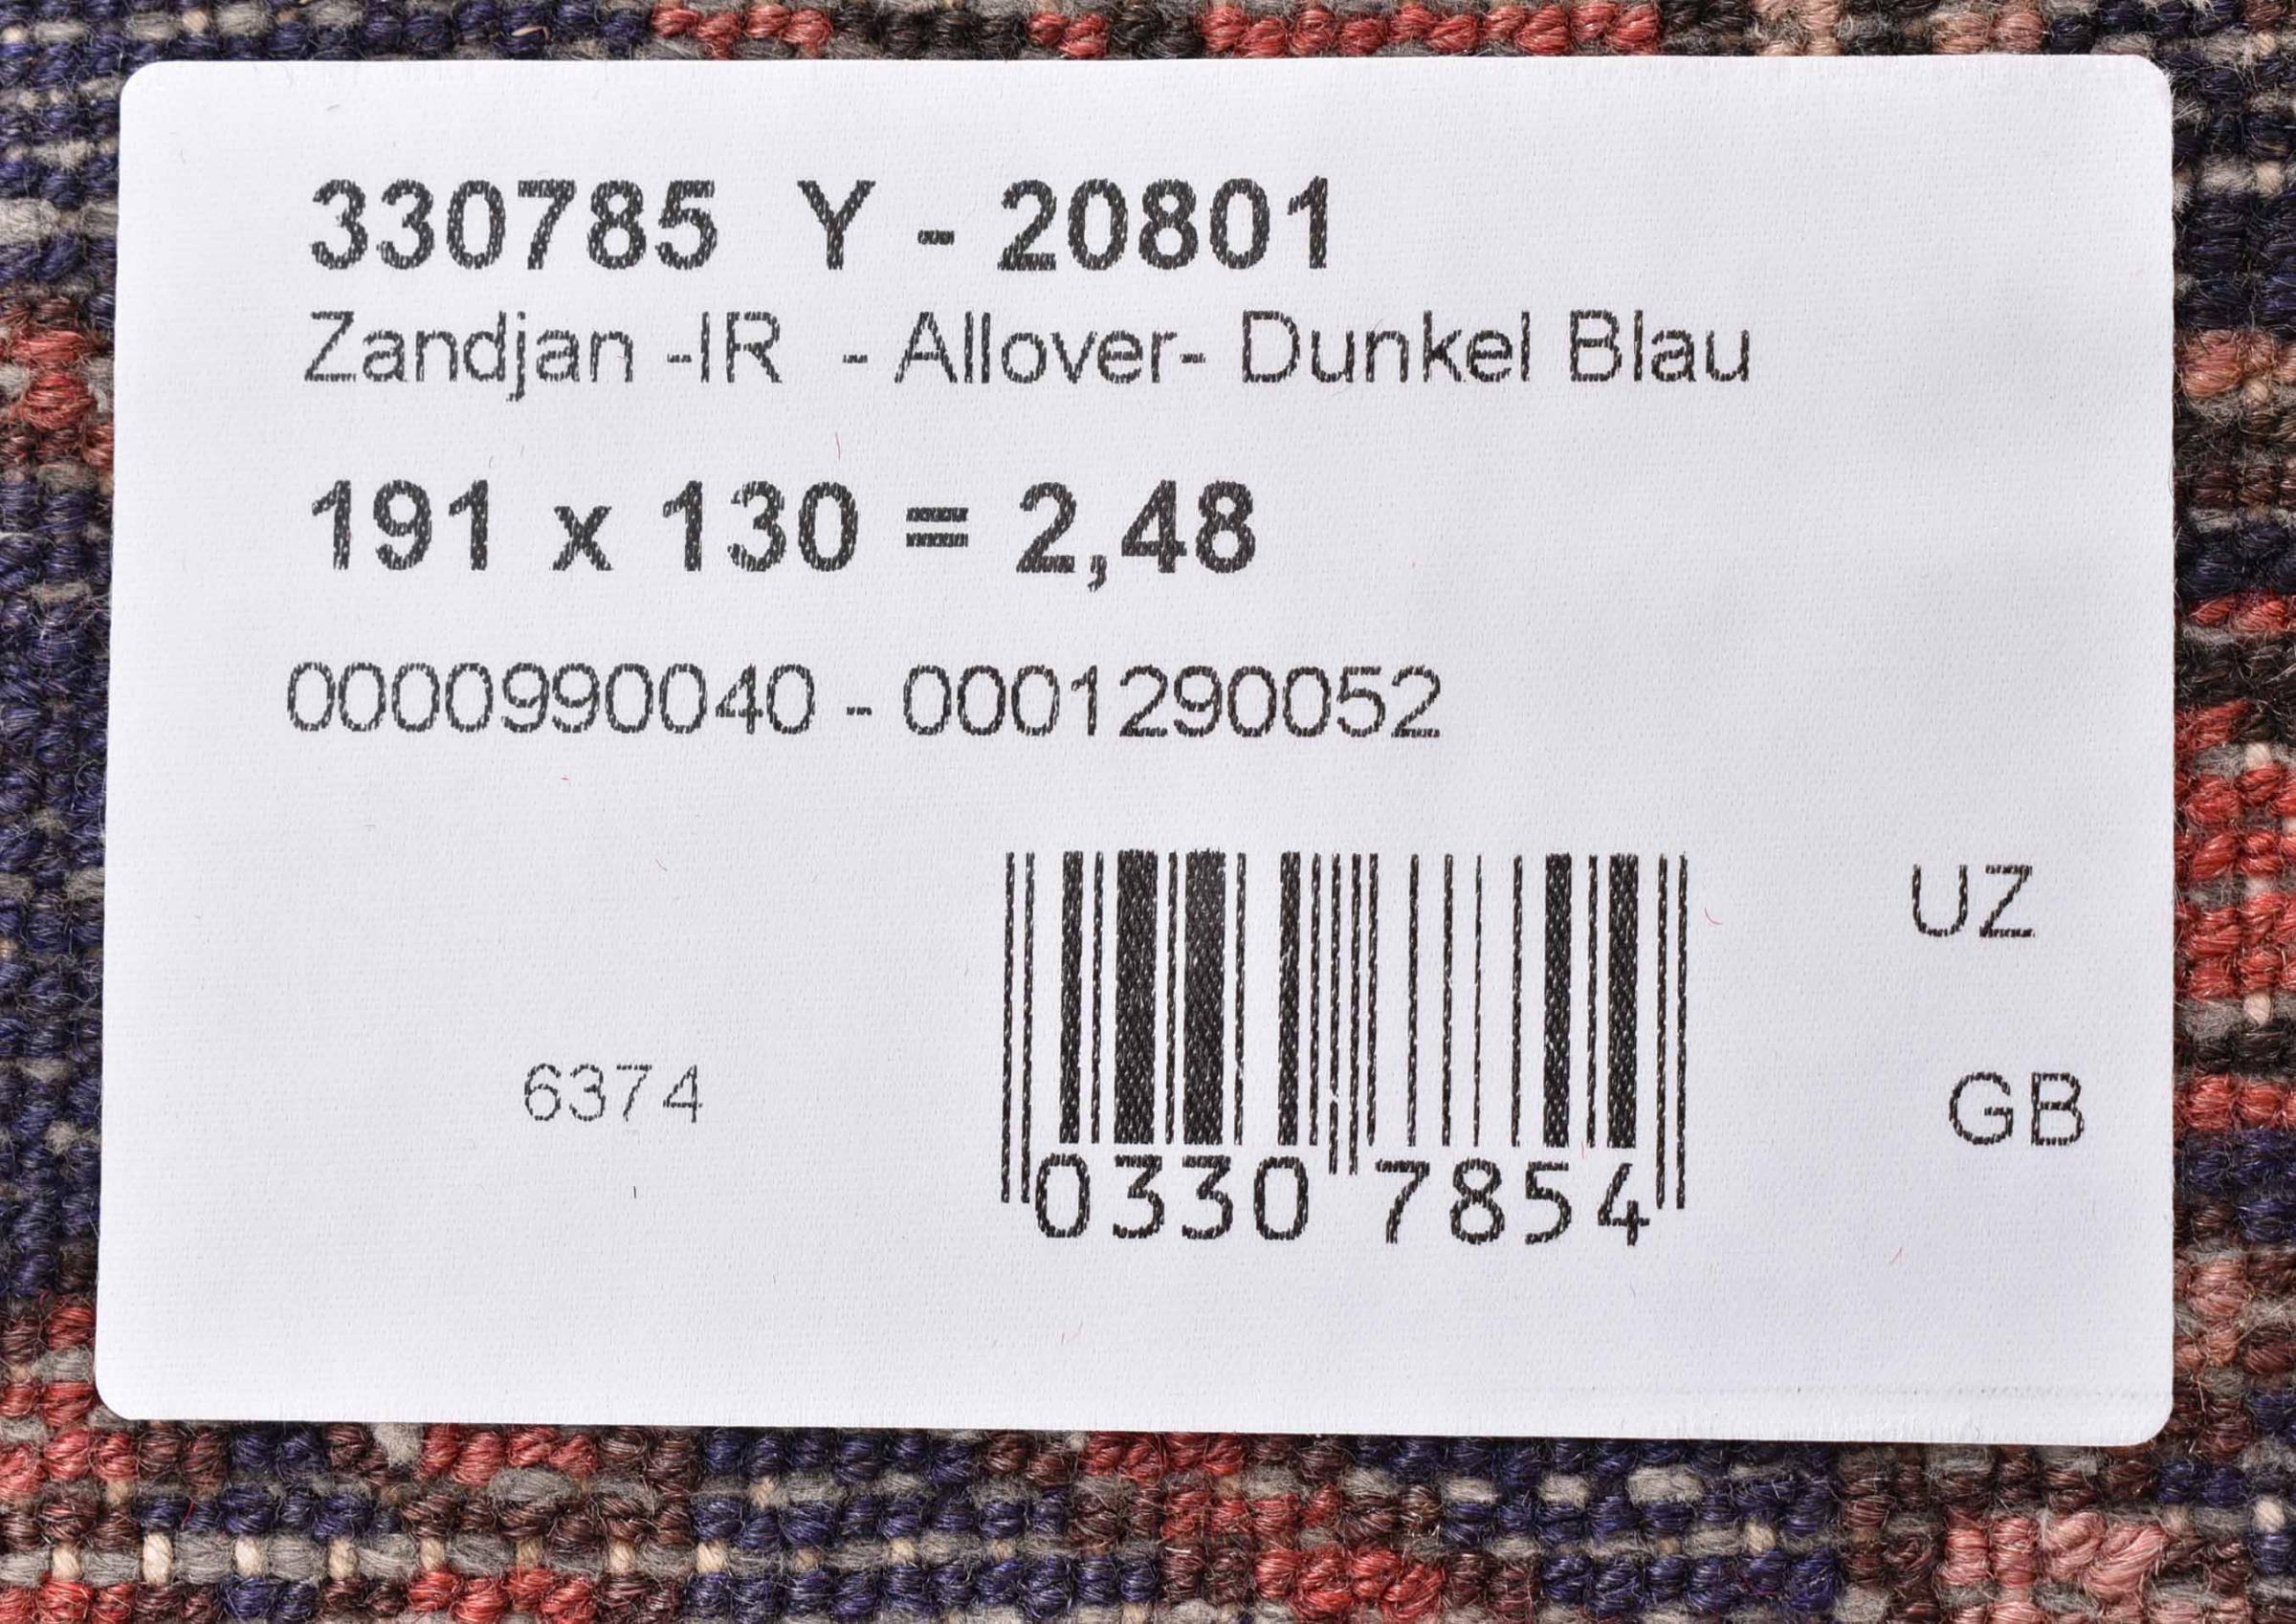 330785 Y - 20801
Zandjan -IR - Allover- Dunkel Blau
191 x 130 = 2,48
0000990040 - 0001290052
UZ
6374
GB
0330 7854